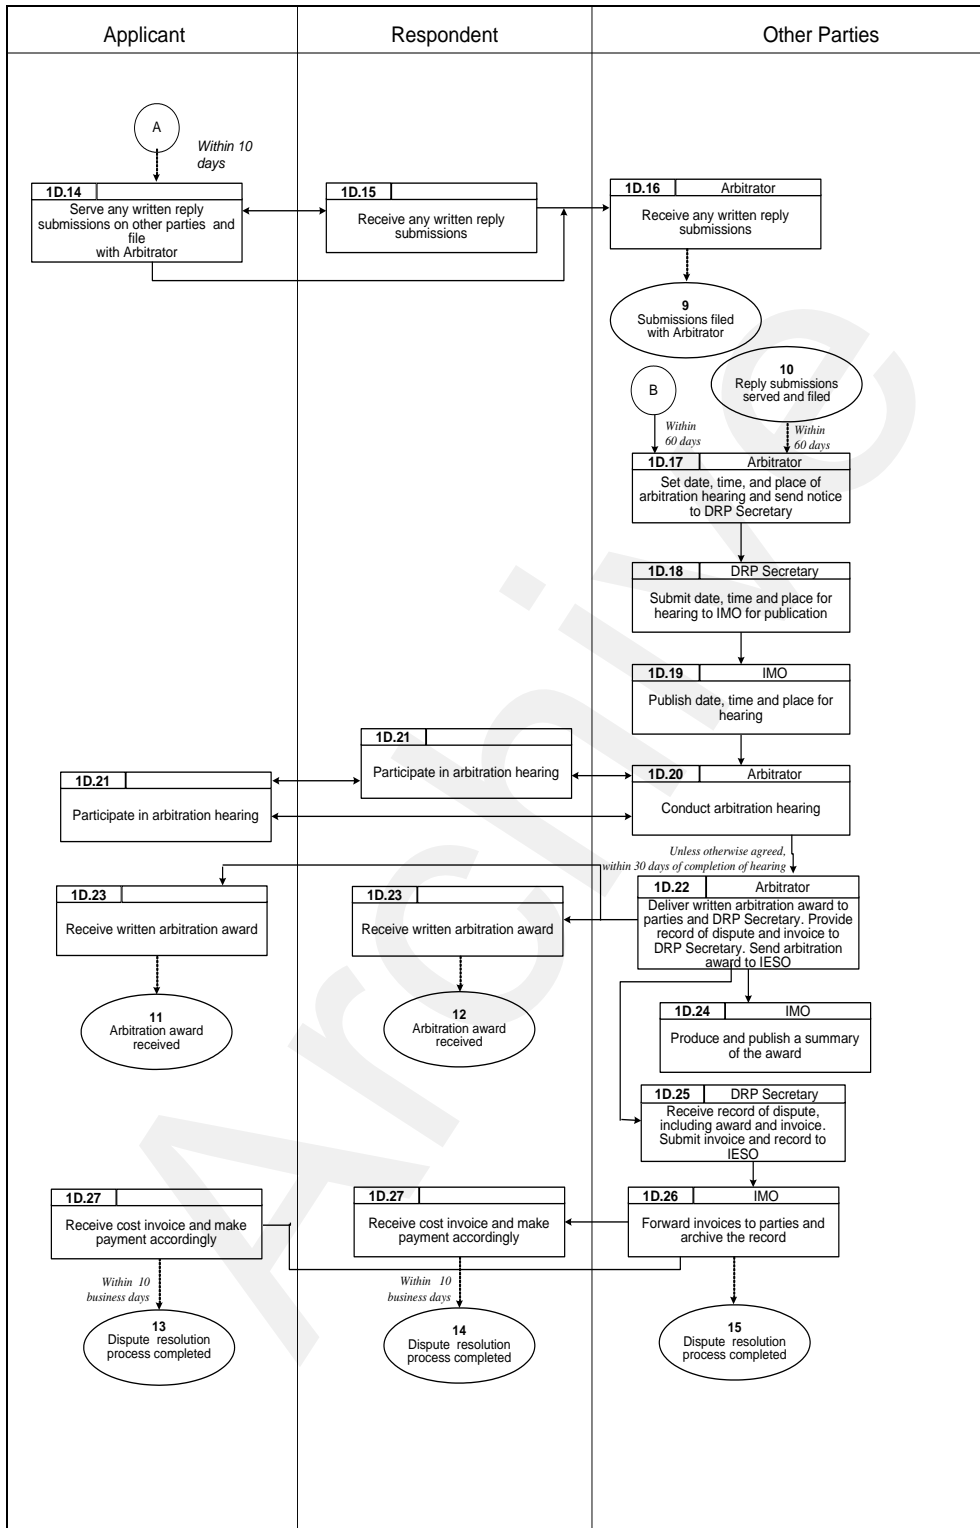 Applicant
Respondent
Other Parties
A
Within 10
days
1D.14
Serve any written reply
submissions on other parties and
file
with Arbitrator
1D.15
Receive any written reply
submissions
1D.16
Arbitrator
Receive any written reply
submissions
9
Submissions filed
with Arbitrator
10
Reply submissions
served and filed
B
Within
60 days
Within
60 days
1D.17
Arbitrator
Set date, time, and place of
arbitration hearing and send notice
to DRP Secretary
1D.18
DRP Secretary
Submit date, time and place for
hearing to IMO for publication
1D.19
IMO
Publish date, time and place for
hearing
1D.21
Participate in arbitration hearing
1D.21
Participate in arbitration hearing
1D.20
Arbitrator
Conduct arbitration hearing
Unless otherwise agreed,
within 30 days of completion of hearing
1D.23
Receive written arbitration award
1D.23
Receive written arbitration award
1D.22
Arbitrator
Deliver written arbitration award to
parties and DRP Secretary. Provide
record of dispute and invoice to
DRP Secretary. Send arbitration
award to IESO
11
Arbitration award
received
12
Arbitration award
received
1D.24
IMO
Produce and publish a summary
of the award
1D.25
DRP Secretary
Receive record of dispute,
including award and invoice.
Submit invoice and record to
IESO
1D.27
Receive cost invoice and make
payment accordingly
1D.27
Receive cost invoice and make
payment accordingly
1D.26
IMO
Forward invoices to parties and
archive the record
Within 10
business days
Within 10
business days
13
Dispute resolution
process completed
14
Dispute resolution
process completed
15
Dispute resolution
process completed
Archive